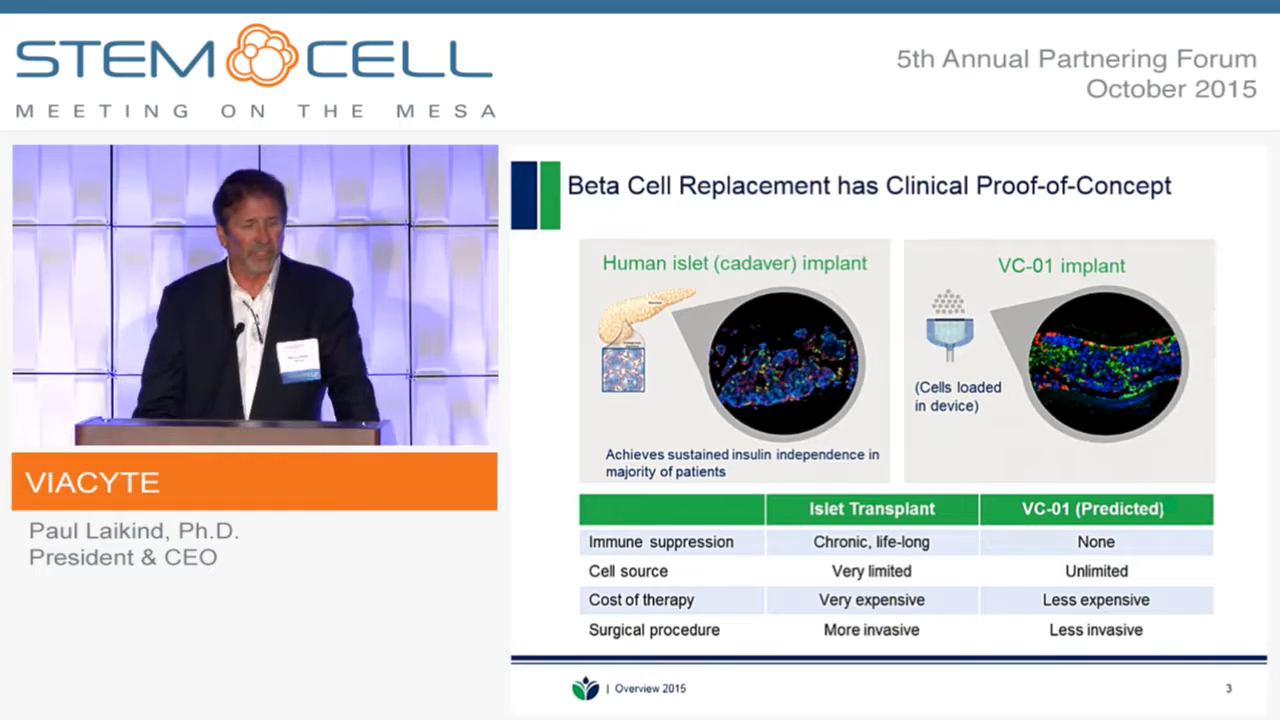 STEM CELL
MEETING ON THE MESA
5th Annual Partnering Forum
October 2015
VIACYTE
Paul Laikind, Ph.D.
President & CEO
Beta Cell Replacement has Clinical Proof-of-Concept
Human islet (cadaver) implant
Achieves sustained insulin independence in
majority of patients
VC-01 implant
(Cells loaded
in device)
Islet Transplant VC-01 (Predicted)
Immune suppression Chronic, life-long None
Cell source Very limited Unlimited
Cost of therapy Very expensive Less expensive
Surgical procedure More invasive Less invasive
| Overview 2015
3